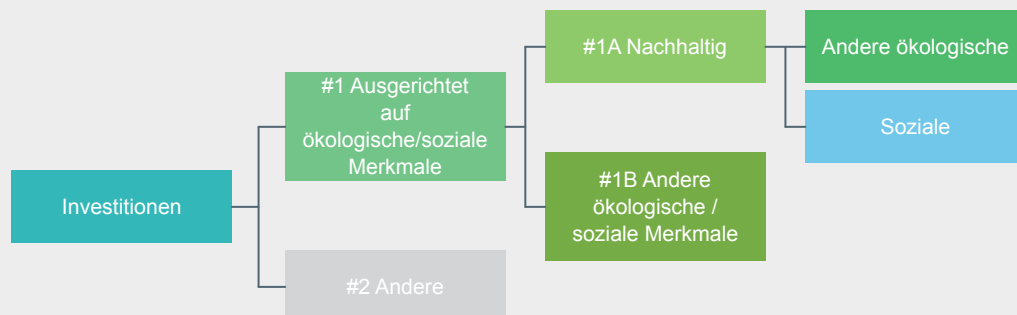 Investitionen
#1 Ausgerichtet
auf
ökologische/soziale
Merkmale
#2 Andere
#1A Nachhaltig
#1B Andere
ökologische /
soziale Merkmale
Andere ökologische
Soziale